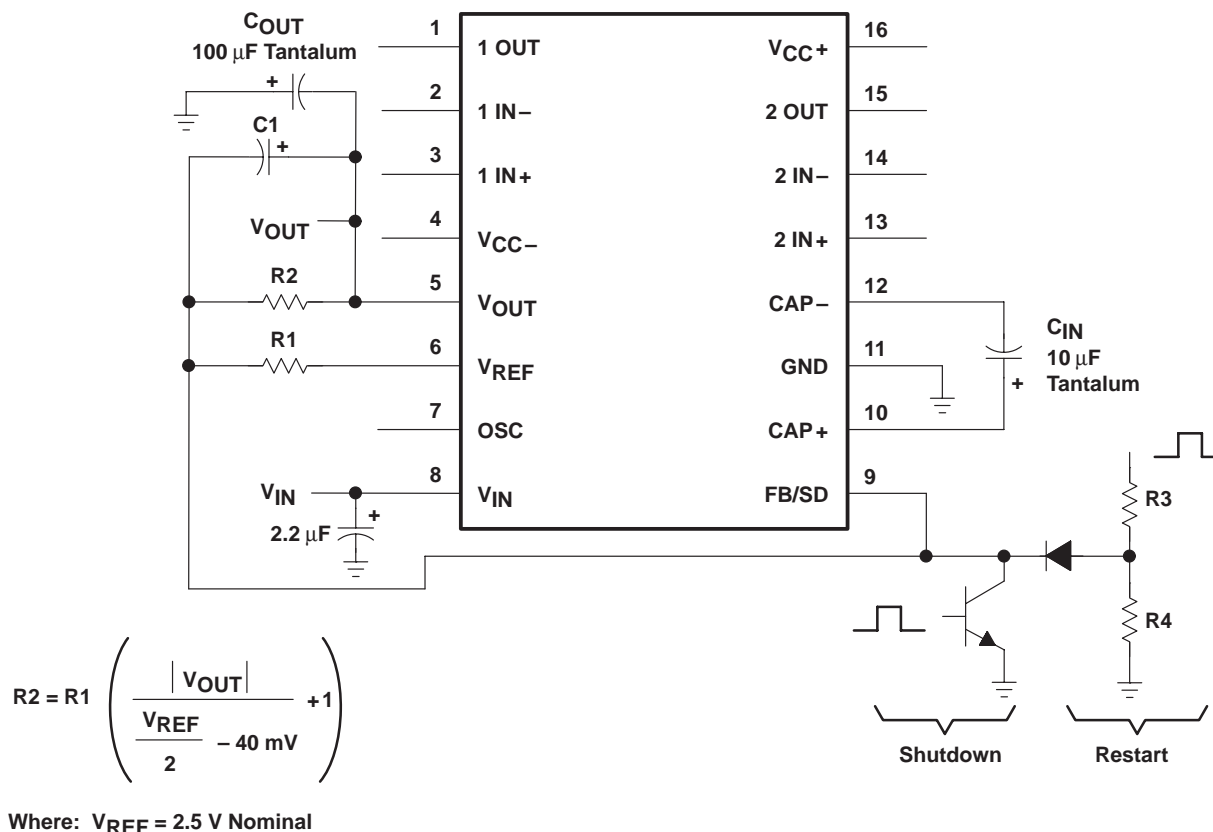 COUT
100 μF Tantalum
+
C1
+
VOUT
R2
R1
VIN
+
2.2 μF
1
2
3
4
5
6
7
8
1 OUT
1 IN−
1 IN+
VCC−
VOUT
VREF
OSC
VIN
VCC+
2 OUT
2 IN−
2 IN+
CAP−
GND
CAP+
FB/SD
16
15
14
13
12
11
10
9
CIN
10 μF
Tantalum
+
R3
R4
Shutdown
Restart
R2 = R1 ( |VOUT| / (VREF / 2 − 40 mV) + 1 )
Where: VREF = 2.5 V Nominal